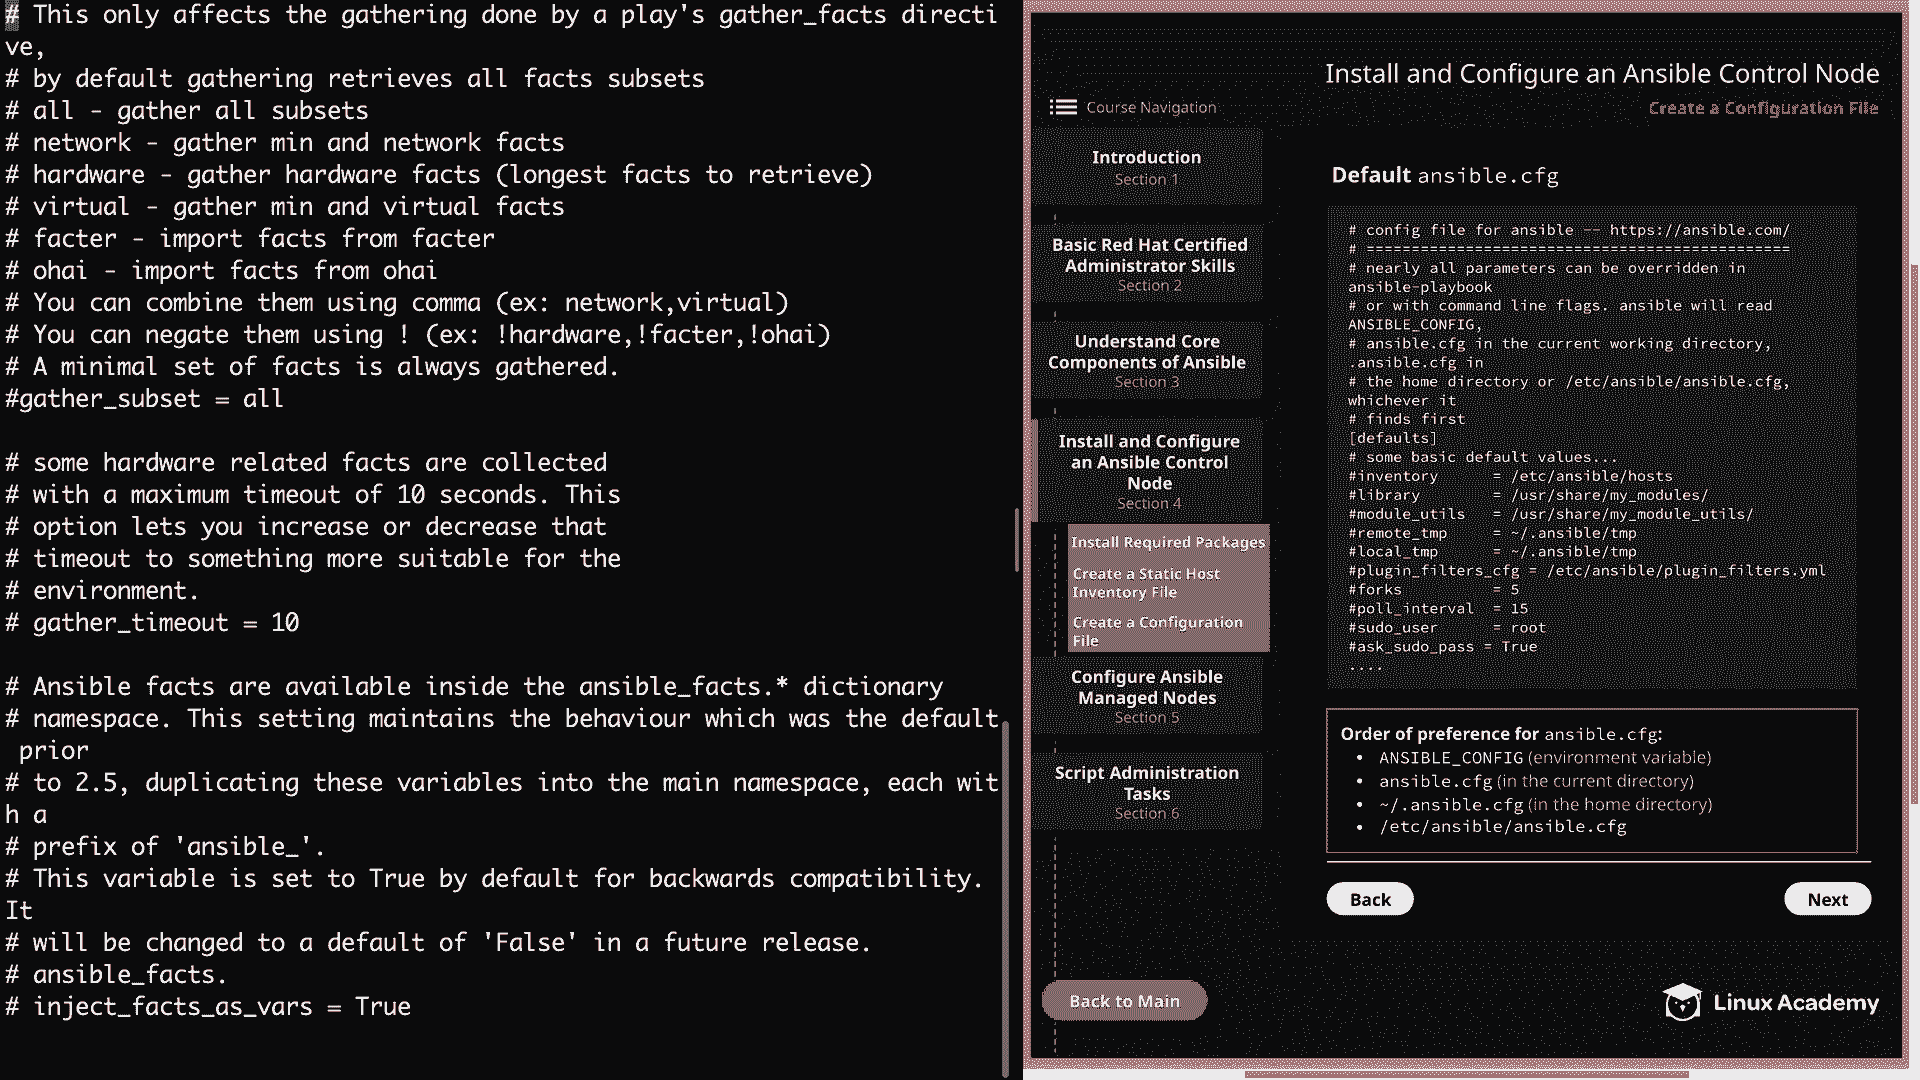 # This only affects the gathering done by a play's gather_facts directi
ve,
# by default gathering retrieves all facts subsets
# all - gather all subsets
# network - gather min and network facts
# hardware - gather hardware facts (longest facts to retrieve)
# virtual - gather min and virtual facts
# facter - import facts from facter
# ohai - import facts from ohai
# You can combine them using comma (ex: network,virtual)
# You can negate them using ! (ex: !hardware,!facter,!ohai)
# A minimal set of facts is always gathered.
#gather_subset = all
# some hardware related facts are collected
# with a maximum timeout of 10 seconds. This
# option lets you increase or decrease that
# timeout to something more suitable for the
# environment.
# gather_timeout = 10
# Ansible facts are available inside the ansible_facts.* dictionary
# namespace. This setting maintains the behaviour which was the default
prior
# to 2.5, duplicating these variables into the main namespace, each wit
h a
# prefix of 'ansible_'.
# This variable is set to True by default for backwards compatibility.
It
# will be changed to a default of 'False' in a future release.
# ansible_facts.
# inject_facts_as_vars = True
Install and Configure an Ansible Control Node
Course Navigation
Create a Configuration File
Introduction
Section 1
Basic Red Hat Certified
Administrator Skills
Section 2
Understand Core
Components of Ansible
Section 3
Install and Configure
an Ansible Control
Node
Section 4
Install Required Packages
Create a Static Host
Inventory File
Create a Configuration
File
Configure Ansible
Managed Nodes
Section 5
Script Administration
Tasks
Section 6
Back to Main
Default ansible.cfg
# config file for ansible -- https://ansible.com/
# ===============================================
# nearly all parameters can be overridden in
ansible-playbook
# or with command line flags. ansible will read
ANSIBLE_CONFIG,
# ansible.cfg in the current working directory,
.ansible.cfg in
# the home directory or /etc/ansible/ansible.cfg,
whichever it
# finds first
[defaults]
# some basic default values...
#inventory = /etc/ansible/hosts
#library = /usr/share/my_modules/
#module_utils = /usr/share/my_module_utils/
#remote_tmp = ~/.ansible/tmp
#local_tmp = ~/.ansible/tmp
#plugin_filters_cfg = /etc/ansible/plugin_filters.yml
#forks = 5
#poll_interval = 15
#sudo_user = root
#ask_sudo_pass = True
....
Order of preference for ansible.cfg:
• ANSIBLE_CONFIG (environment variable)
• ansible.cfg (in the current directory)
• ~/.ansible.cfg (in the home directory)
• /etc/ansible/ansible.cfg
Back
Next
Linux Academy